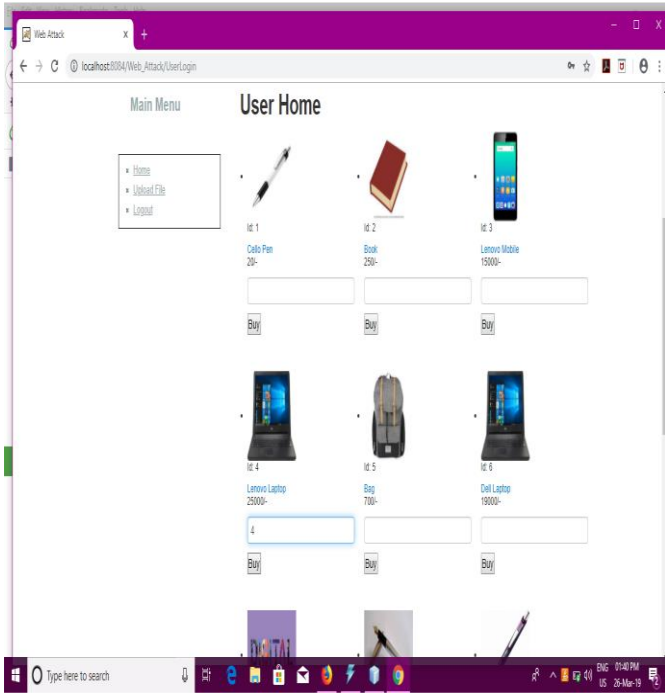 Web Attack
localhost:8084/Web_Attack/UserLogin
Main Menu
Home
Upload File
Logout
User Home
Id: 1
Cello Pen
20/-
Buy
Id: 2
Book
250/-
Buy
Id: 3
Lenovo Mobile
15000/-
Buy
Id: 4
Lenovo Laptop
25000/-
4
Buy
Id: 5
Bag
700/-
Buy
Id: 6
Dell Laptop
19000/-
Buy
Type here to search
ENG 01:40 PM
US 26-Mar-19